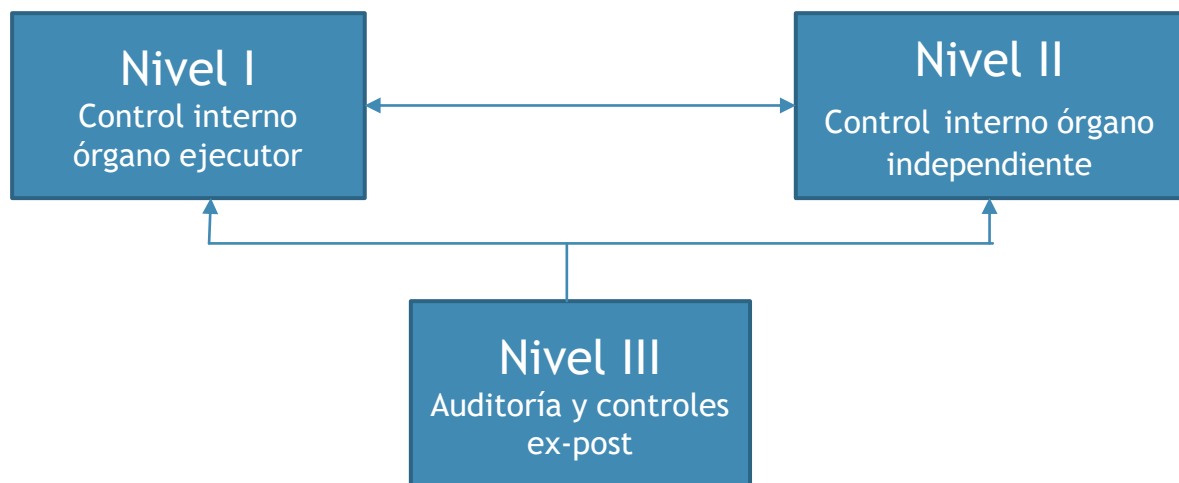 Nivel I
Control interno
órgano ejecutor
Nivel II
Control interno órgano
independiente
Nivel III
Auditoría y controles
ex-post